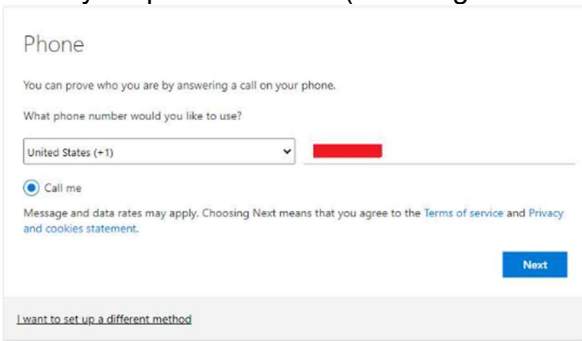 Phone
You can prove who you are by answering a call on your phone.
What phone number would you like to use?
United States (+1)
Call me
Message and data rates may apply. Choosing Next means that you agree to the Terms of service and Privacy
and cookies statement.
Next
I want to set up a different method